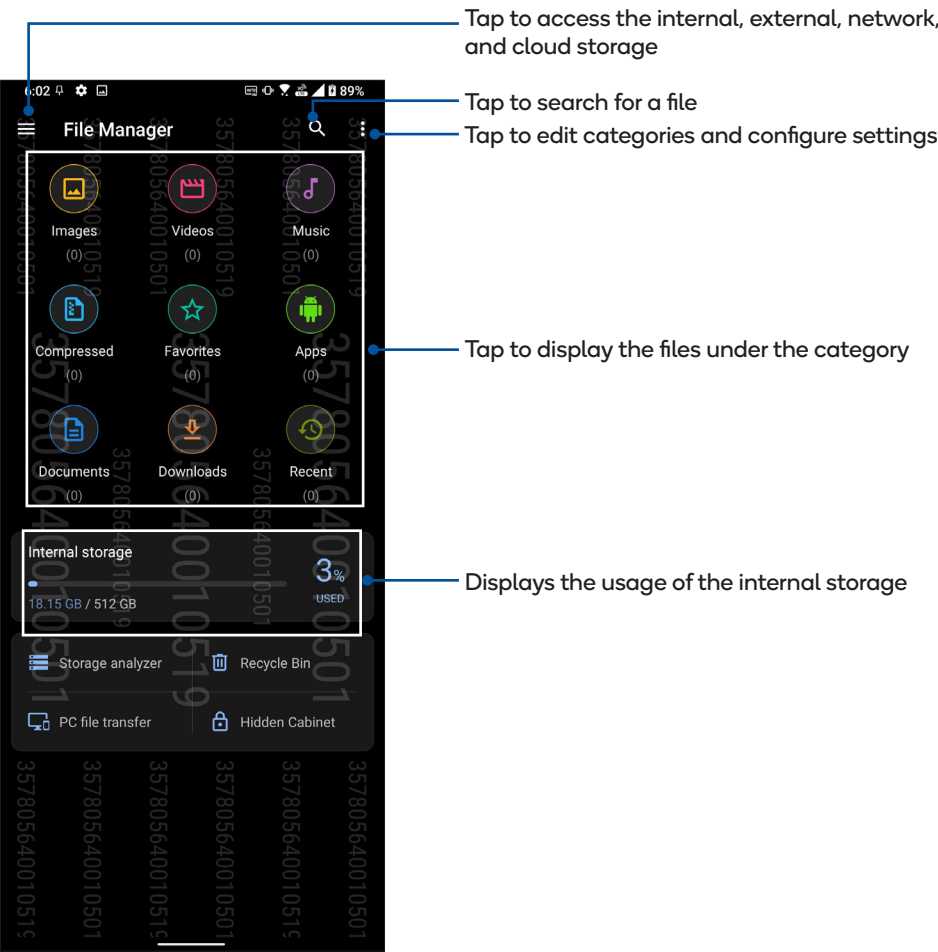 Tap to access the internal, external, network,
and cloud storage
6:02
89%
Tap to search for a file
File Manager
Tap to edit categories and configure settings
Images
Videos
Music
(0)
(0)
(0)
Compressed
Favorites
Apps
(0)
(0)
(0)
Tap to display the files under the category
Documents
Downloads
Recent
(0)
(0)
(0)
Internal storage
3%
USED
18.15 GB / 512 GB
Displays the usage of the internal storage
Storage analyzer
Recycle Bin
PC file transfer
Hidden Cabinet